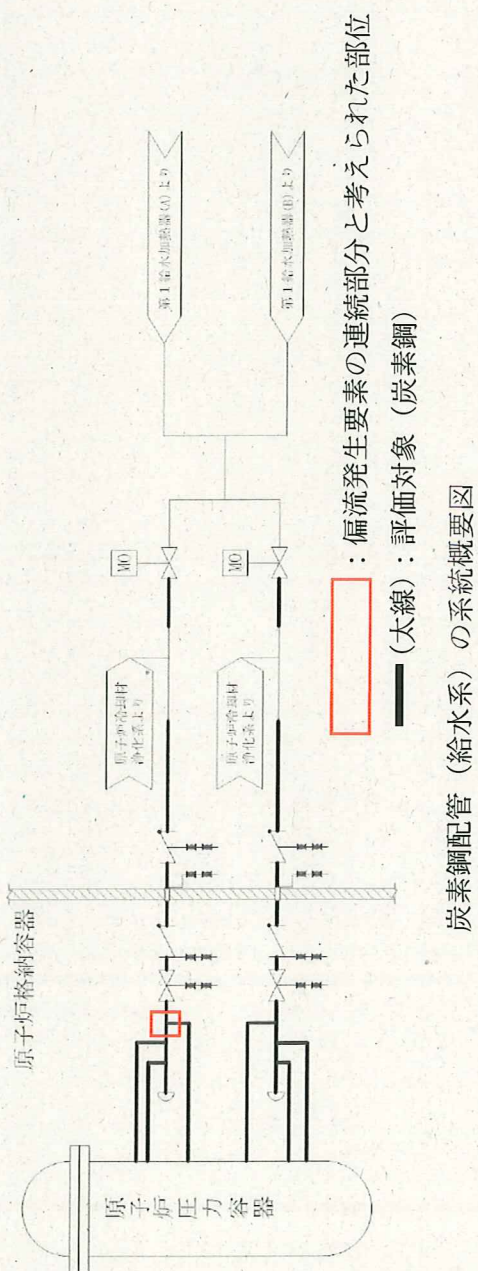 原子炉格納容器
原子炉圧力容器
原子炉冷却材
浄化系より
原子炉冷却材
浄化系より
MO
MO
第1給水加熱器(A)より
第1給水加熱器(B)より
：偏流発生要素の連続部分と考えられた部位
(太線)：評価対象（炭素鋼）
炭素鋼配管（給水系）の系統概要図